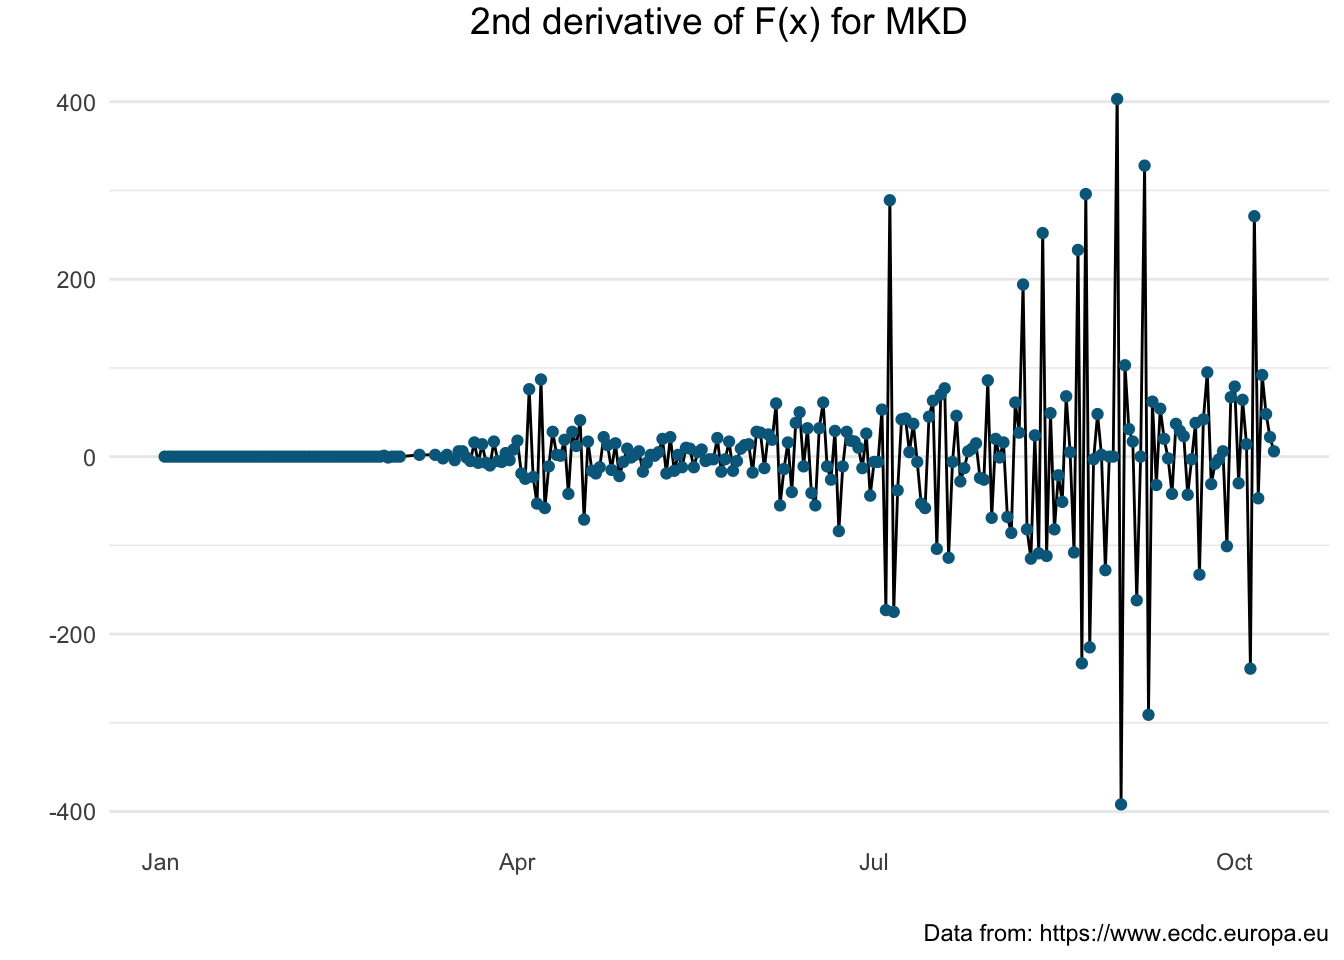 2nd derivative of F(x) for MKD
400
200
0
-200
-400
Jan Apr Jul Oct
Data from: https://www.ecdc.europa.eu